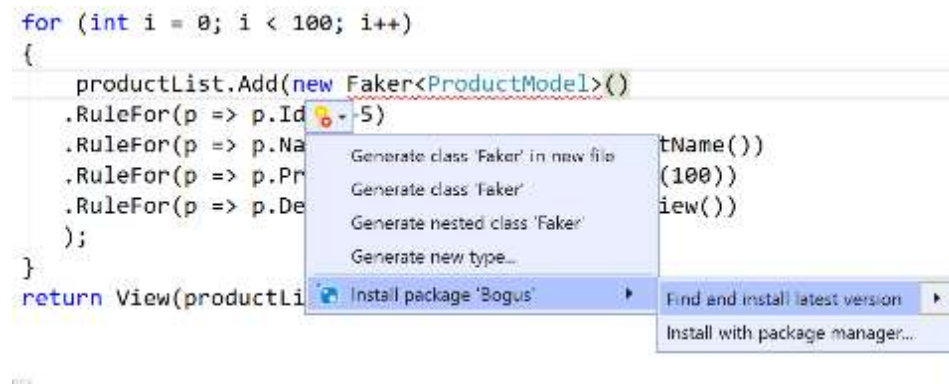 for (int i = 0; i < 100; i++)
{
productList.Add(new Faker<ProductModel>()
.RuleFor(p => p.Id -5)
.RuleFor(p => p.Na tName())
.RuleFor(p => p.Pr (100))
.RuleFor(p => p.De iew())
);
}
return View(productLi
Generate class 'Faker' in new file
Generate class 'Faker'
Generate nested class 'Faker'
Generate new type...
Install package 'Bogus'
Find and install latest version
Install with package manager...